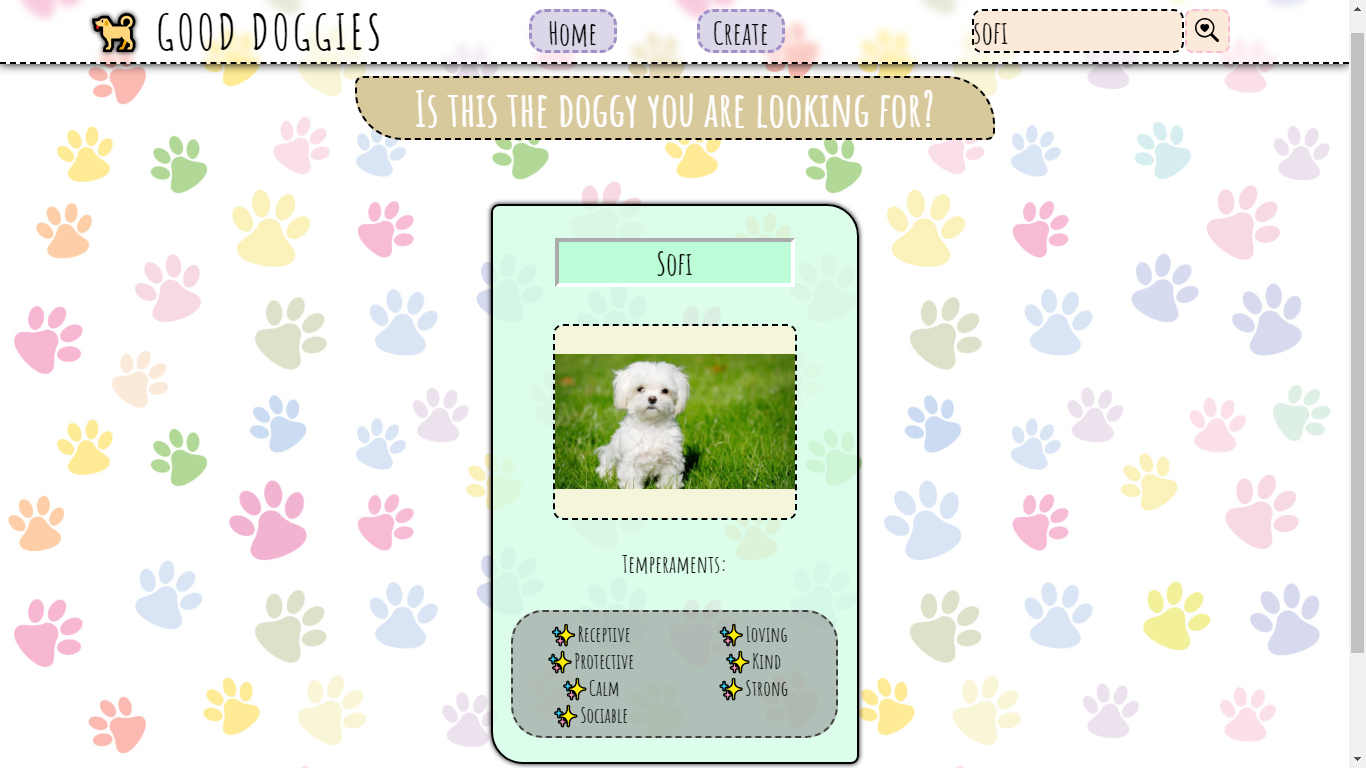 GOOD DOGGIES
Home
Create
sofi
Is this the doggy you are looking for?
Sofi
Temperaments:
Receptive
Loving
Protective
Kind
Calm
Strong
Sociable